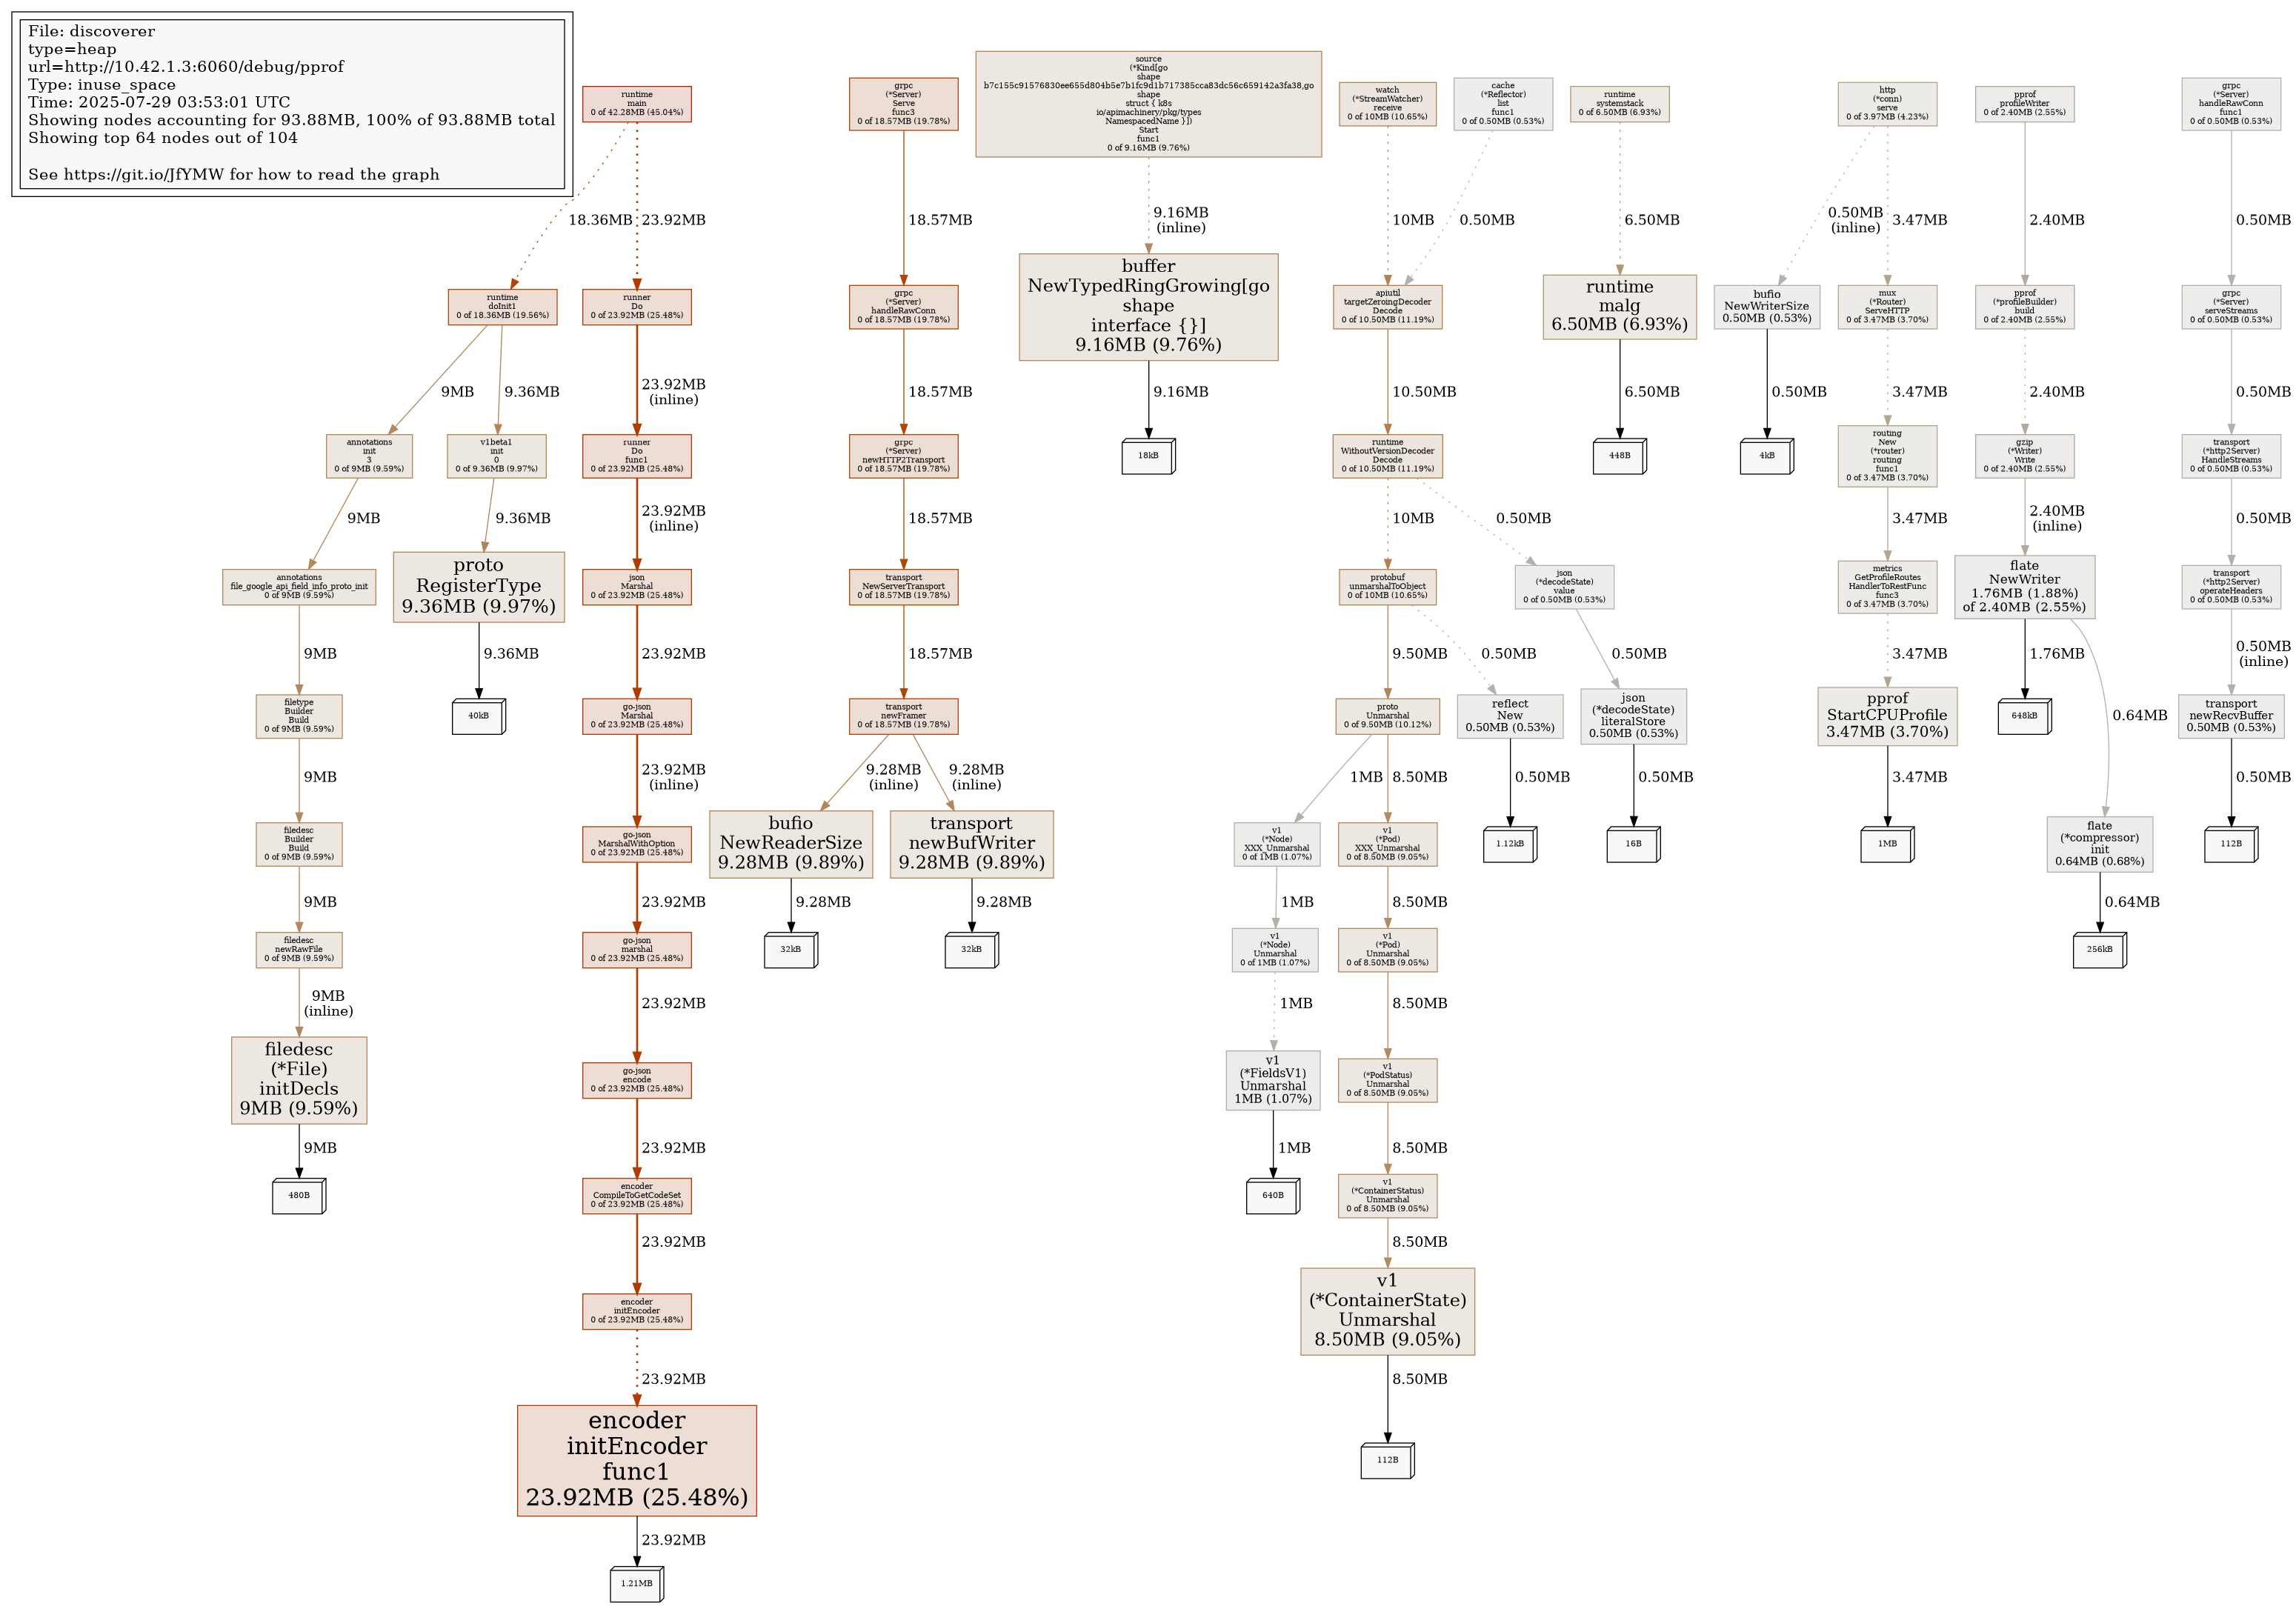 File: discoverer
type=heap
url=http://10.42.1.3:6060/debug/pprof
Type: inuse_space
Time: 2025-07-29 03:53:01 UTC
Showing nodes accounting for 93.88MB, 100% of 93.88MB total
Showing top 64 nodes out of 104
See https://git.io/JfYMW for how to read the graph
runtime
main
0 of 42.28MB (45.04%)
18.36MB
23.92MB
runtime
doInit1
0 of 18.36MB (19.56%)
9MB
9.36MB
annotations
init
3
0 of 9MB (9.59%)
9MB
annotations
file_google_api_field_info_proto_init
0 of 9MB (9.59%)
9MB
filetype
Builder
Build
0 of 9MB (9.59%)
9MB
filedesc
Builder
Build
0 of 9MB (9.59%)
9MB
filedesc
newRawFile
0 of 9MB (9.59%)
9MB
(inline)
filedesc
(*File)
initDecls
9MB (9.59%)
9MB
480B
v1beta1
init
0
0 of 9.36MB (9.97%)
9.36MB
proto
RegisterType
9.36MB (9.97%)
9.36MB
40kB
runner
Do
0 of 23.92MB (25.48%)
23.92MB
(inline)
runner
Do
func1
0 of 23.92MB (25.48%)
23.92MB
(inline)
json
Marshal
0 of 23.92MB (25.48%)
23.92MB
go-json
Marshal
0 of 23.92MB (25.48%)
23.92MB
(inline)
go-json
MarshalWithOption
0 of 23.92MB (25.48%)
23.92MB
go-json
marshal
0 of 23.92MB (25.48%)
23.92MB
go-json
encode
0 of 23.92MB (25.48%)
23.92MB
encoder
CompileToGetCodeSet
0 of 23.92MB (25.48%)
23.92MB
encoder
initEncoder
0 of 23.92MB (25.48%)
23.92MB
encoder
initEncoder
func1
23.92MB (25.48%)
23.92MB
1.21MB
grpc
(*Server)
Serve
func3
0 of 18.57MB (19.78%)
18.57MB
grpc
(*Server)
handleRawConn
0 of 18.57MB (19.78%)
18.57MB
grpc
(*Server)
newHTTP2Transport
0 of 18.57MB (19.78%)
18.57MB
transport
NewServerTransport
0 of 18.57MB (19.78%)
18.57MB
transport
newFramer
0 of 18.57MB (19.78%)
9.28MB
(inline)
9.28MB
(inline)
bufio
NewReaderSize
9.28MB (9.89%)
9.28MB
32kB
transport
newBufWriter
9.28MB (9.89%)
9.28MB
32kB
source
(*Kind[go
shape
b7c155c91576830ee655d804b5e7b1fc9d1b717385cca83dc56c659142a3fa38,go
shape
struct { k8s
io/apimachinery/pkg/types
NamespacedName }])
Start
func1
0 of 9.16MB (9.76%)
9.16MB
(inline)
buffer
NewTypedRingGrowing[go
shape
interface {}]
9.16MB (9.76%)
9.16MB
18kB
watch
(*StreamWatcher)
receive
0 of 10MB (10.65%)
10MB
cache
(*Reflector)
list
func1
0 of 0.50MB (0.53%)
0.50MB
apiutil
targetZeroingDecoder
Decode
0 of 10.50MB (11.19%)
10.50MB
runtime
WithoutVersionDecoder
Decode
0 of 10.50MB (11.19%)
10MB
0.50MB
protobuf
unmarshalToObject
0 of 10MB (10.65%)
9.50MB
0.50MB
json
(*decodeState)
value
0 of 0.50MB (0.53%)
0.50MB
proto
Unmarshal
0 of 9.50MB (10.12%)
1MB
8.50MB
reflect
New
0.50MB (0.53%)
0.50MB
1.12kB
json
(*decodeState)
literalStore
0.50MB (0.53%)
0.50MB
16B
v1
(*Node)
XXX_Unmarshal
0 of 1MB (1.07%)
1MB
v1
(*Node)
Unmarshal
0 of 1MB (1.07%)
1MB
v1
(*FieldsV1)
Unmarshal
1MB (1.07%)
1MB
640B
v1
(*Pod)
XXX_Unmarshal
0 of 8.50MB (9.05%)
8.50MB
v1
(*Pod)
Unmarshal
0 of 8.50MB (9.05%)
8.50MB
v1
(*PodStatus)
Unmarshal
0 of 8.50MB (9.05%)
8.50MB
v1
(*ContainerStatus)
Unmarshal
0 of 8.50MB (9.05%)
8.50MB
v1
(*ContainerState)
Unmarshal
8.50MB (9.05%)
8.50MB
112B
runtime
systemstack
0 of 6.50MB (6.93%)
6.50MB
runtime
malg
6.50MB (6.93%)
6.50MB
448B
http
(*conn)
serve
0 of 3.97MB (4.23%)
0.50MB
(inline)
3.47MB
bufio
NewWriterSize
0.50MB (0.53%)
0.50MB
4kB
mux
(*Router)
ServeHTTP
0 of 3.47MB (3.70%)
3.47MB
routing
New
(*router)
routing
func1
0 of 3.47MB (3.70%)
3.47MB
metrics
GetProfileRoutes
HandlerToRestFunc
func3
0 of 3.47MB (3.70%)
3.47MB
pprof
StartCPUProfile
3.47MB (3.70%)
3.47MB
1MB
pprof
profileWriter
0 of 2.40MB (2.55%)
2.40MB
pprof
(*profileBuilder)
build
0 of 2.40MB (2.55%)
2.40MB
gzip
(*Writer)
Write
0 of 2.40MB (2.55%)
2.40MB
(inline)
flate
NewWriter
1.76MB (1.88%)
of 2.40MB (2.55%)
1.76MB
0.64MB
648kB
flate
(*compressor)
init
0.64MB (0.68%)
0.64MB
256kB
grpc
(*Server)
handleRawConn
func1
0 of 0.50MB (0.53%)
0.50MB
grpc
(*Server)
serveStreams
0 of 0.50MB (0.53%)
0.50MB
transport
(*http2Server)
HandleStreams
0 of 0.50MB (0.53%)
0.50MB
transport
(*http2Server)
operateHeaders
0 of 0.50MB (0.53%)
0.50MB
(inline)
transport
newRecvBuffer
0.50MB (0.53%)
0.50MB
112B